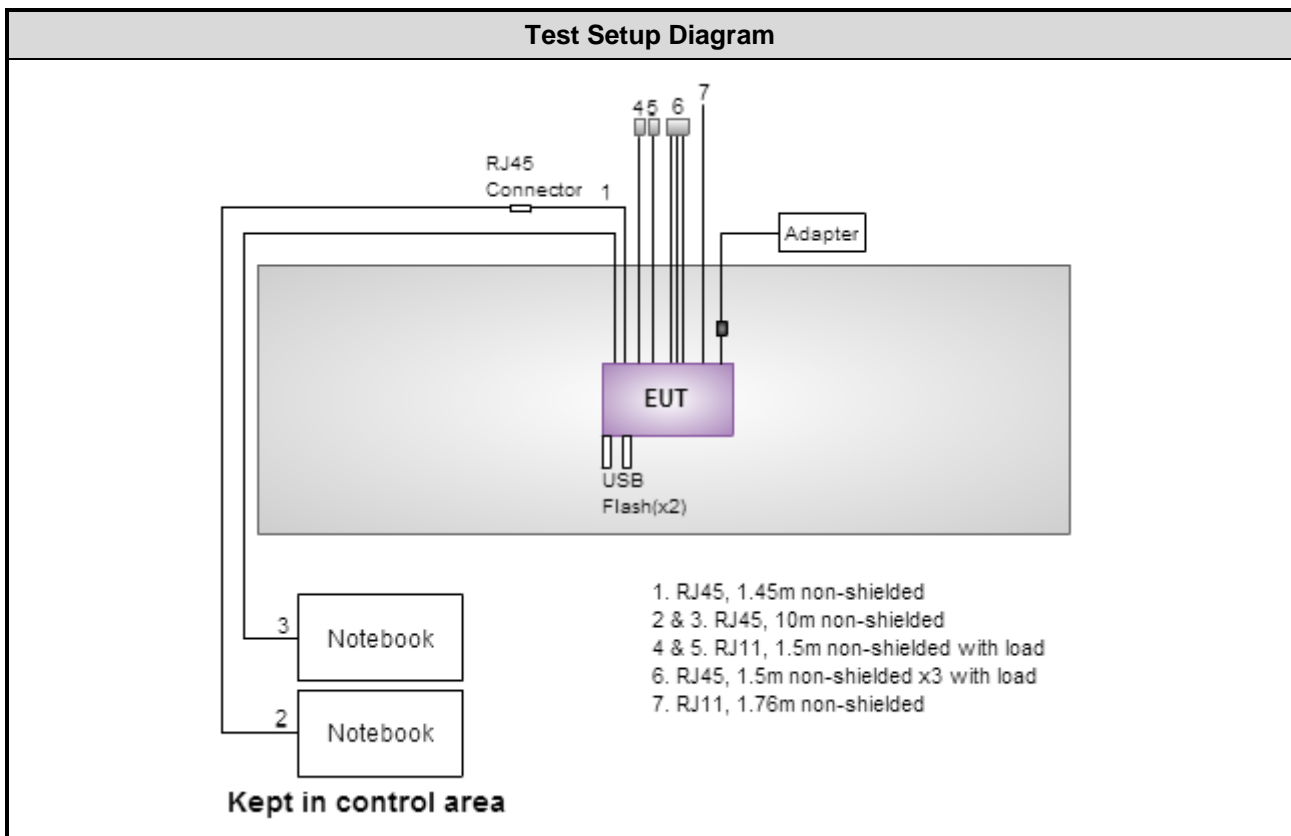 Test Setup Diagram
7
45 6
RJ45
Connector 1
Adapter
EUT
USB
Flash(x2)
3
Notebook
2
Notebook
Kept in control area
1. RJ45, 1.45m non-shielded
2 & 3. RJ45, 10m non-shielded
4 & 5. RJ11, 1.5m non-shielded with load
6. RJ45, 1.5m non-shielded x3 with load
7. RJ11, 1.76m non-shielded